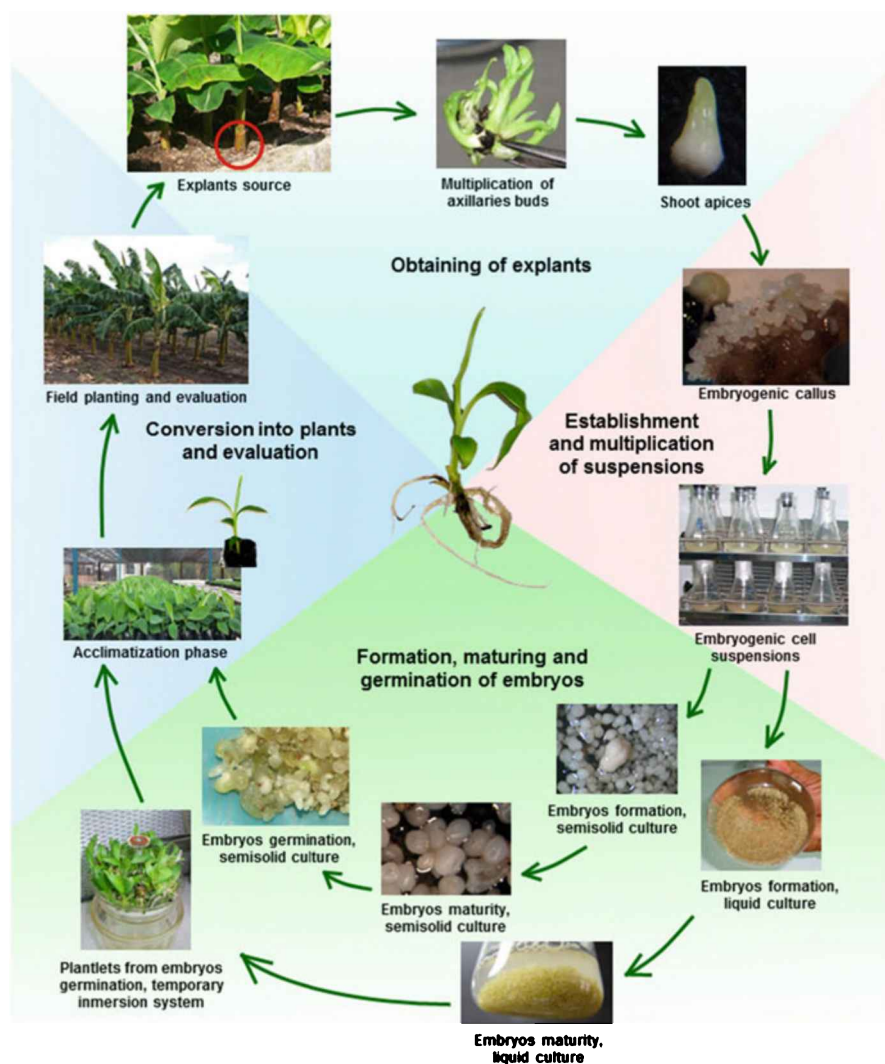 Explants source
Multiplication of
axillaries buds
Shoot apices
Obtaining of explants
Embryogenic callus
Field planting and evaluation
Conversion into plants
and evaluation
Establishment
and multiplication
of suspensions
Embryogenic cell
suspensions
Acclimatization phase
Formation, maturing and
germination of embryos
Embryos formation,
semisolid culture
Embryos germination,
semisolid culture
Embryos formation,
liquid culture
Embryos maturity,
semisolid culture
Plantlets from embryos
germination, temporary
inmersion system
Embryos maturity,
liquid culture